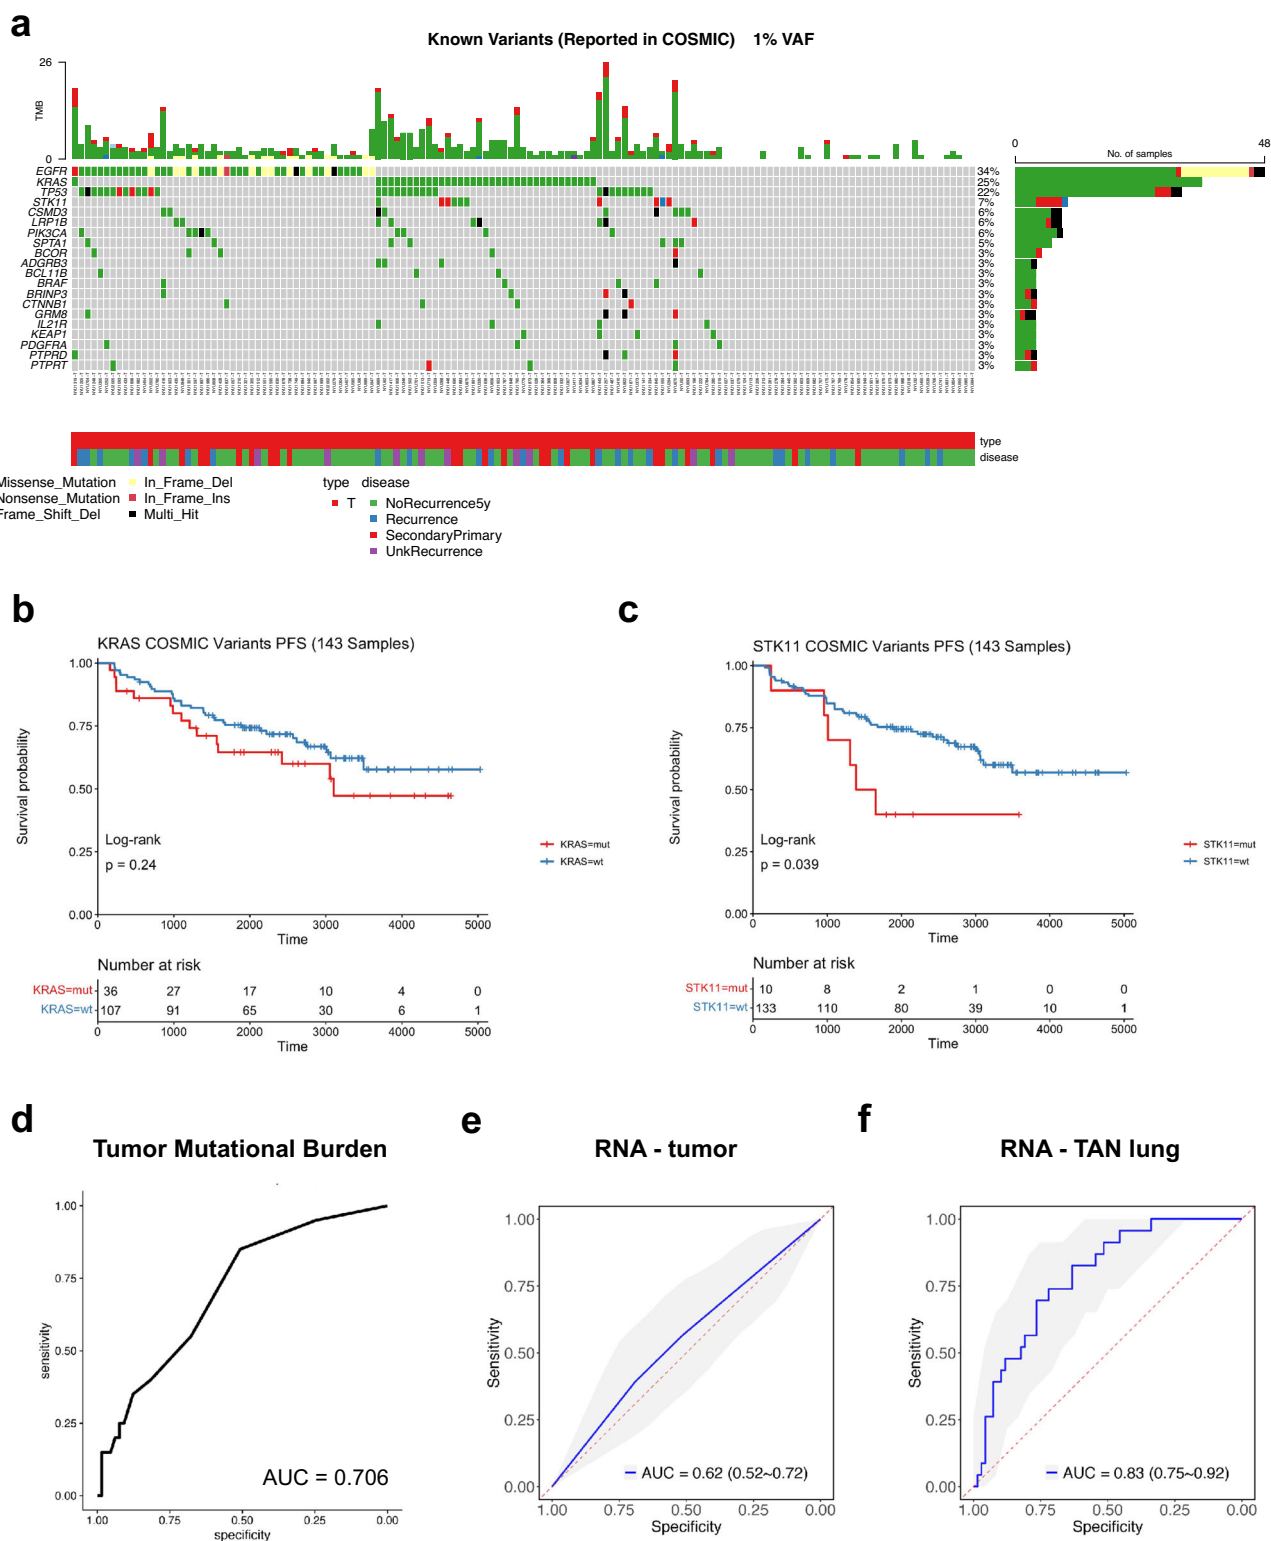 a
Known Variants (Reported in COSMIC) 1% VAF
26
TMB
0
0
No. of samples
48
EGFR 34%
KRAS 25%
TP53 22%
STK11 7%
CSMD3 6%
LRP1B 6%
PIK3CA 6%
SPTA1 5%
BCOR 3%
ADGRB3 3%
BCL11B 3%
BRAF 3%
BRINP3 3%
CTNNB1 3%
GRM8 3%
IL21R 3%
KEAP1 3%
PDGFRA 3%
PTPRD 3%
PTPRT 3%
type
disease
Missense_Mutation In_Frame_Del
Nonsense_Mutation In_Frame_Ins
Frame_Shift_Del Multi_Hit
type disease
T NoRecurrence5y
Recurrence
SecondaryPrimary
UnkRecurrence
b
KRAS COSMIC Variants PFS (143 Samples)
1.00
0.75
0.50
0.25
0.00
Survival probability
Log-rank
p = 0.24
KRAS=mut
KRAS=wt
0 1000 2000 3000 4000 5000
Time
Number at risk
KRAS=mut 36 27 17 10 4 0
KRAS=wt 107 91 65 30 6 1
0 1000 2000 3000 4000 5000
Time
c
STK11 COSMIC Variants PFS (143 Samples)
1.00
0.75
0.50
0.25
0.00
Survival probability
Log-rank
p = 0.039
STK11=mut
STK11=wt
0 1000 2000 3000 4000 5000
Time
Number at risk
STK11=mut 10 8 2 1 0 0
STK11=wt 133 110 80 39 10 1
0 1000 2000 3000 4000 5000
Time
d
Tumor Mutational Burden
1.00
0.75
0.50
0.25
0.00
sensitivity
AUC = 0.706
1.00 0.75 0.50 0.25 0.00
specificity
e
RNA - tumor
1.00
0.75
0.50
0.25
0.00
Sensitivity
AUC = 0.62 (0.52~0.72)
1.00 0.75 0.50 0.25 0.00
Specificity
f
RNA - TAN lung
1.00
0.75
0.50
0.25
0.00
Sensitivity
AUC = 0.83 (0.75~0.92)
1.00 0.75 0.50 0.25 0.00
Specificity